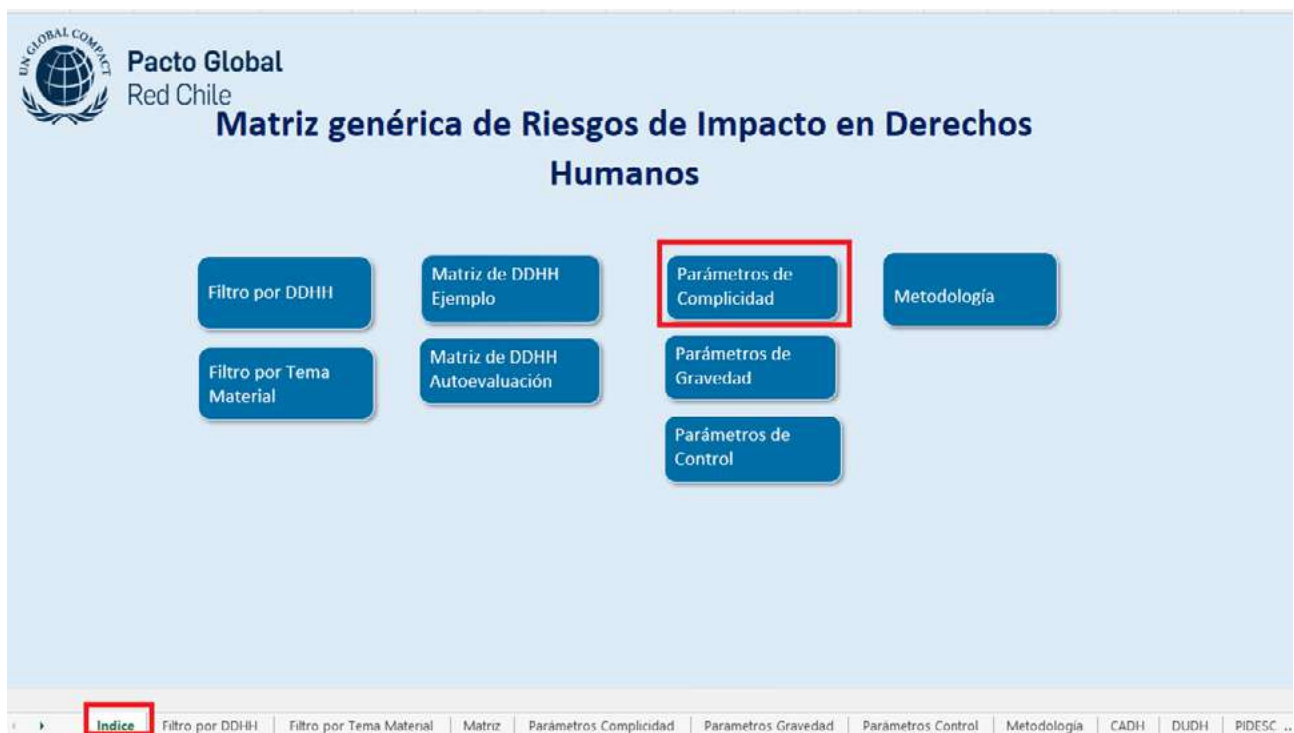 UN GLOBAL COMPACT
Pacto Global
Red Chile
Matriz genérica de Riesgos de Impacto en Derechos
Humanos
Filtro por DDHH
Matriz de DDHH
Ejemplo
Parámetros de
Complicidad
Metodología
Filtro por Tema
Material
Matriz de DDHH
Autoevaluación
Parámetros de
Gravedad
Parámetros de
Control
Indice
Filtro por DDHH
Filtro por Tema Material
Matriz
Parámetros Complicidad
Parametros Gravedad
Parámetros Control
Metodología
CADH
DUDH
PIDESC ...